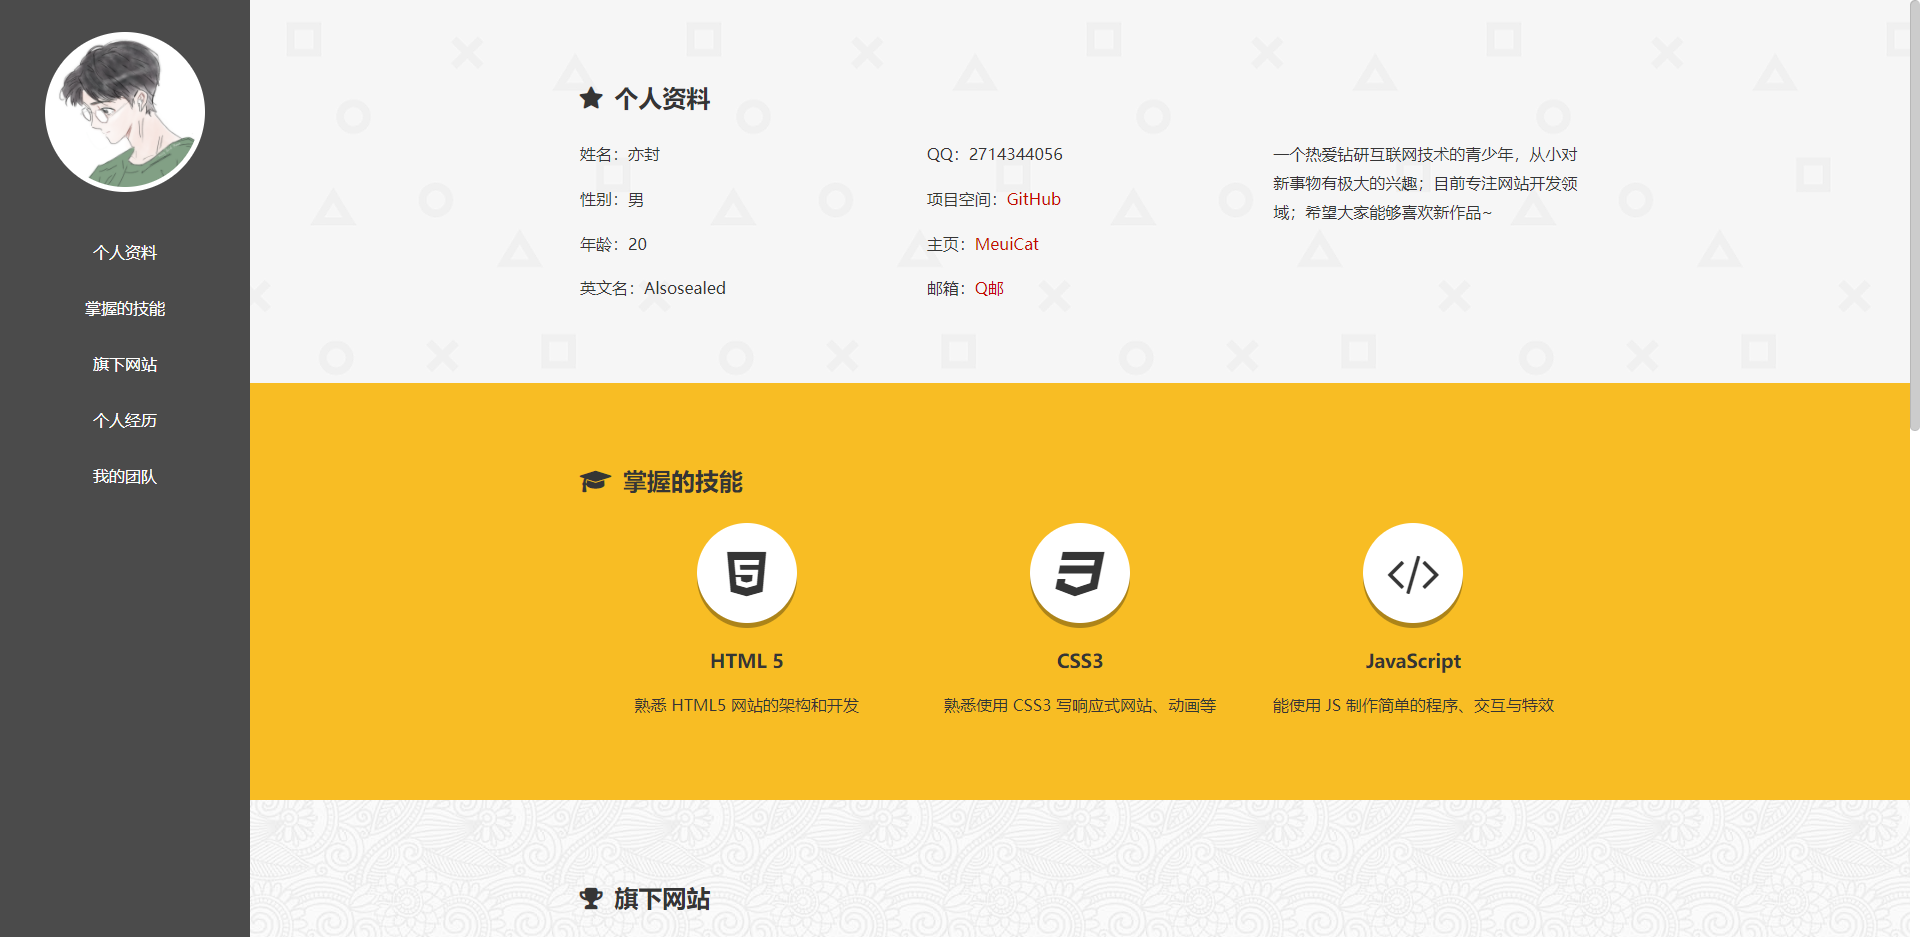 个人资料
掌握的技能
旗下网站
个人经历
我的团队
个人资料
姓名：亦封
性别：男
年龄：20
英文名：Alsosealed
QQ：2714344056
项目空间：GitHub
主页：MeuiCat
邮箱：Q邮
一个热爱钻研互联网技术的青少年，从小对
新事物有极大的兴趣；目前专注网站开发领
域；希望大家能够喜欢新作品~
掌握的技能
HTML 5
熟悉 HTML5 网站的架构和开发
CSS3
熟悉使用 CSS3 写响应式网站、动画等
JavaScript
能使用 JS 制作简单的程序、交互与特效
旗下网站